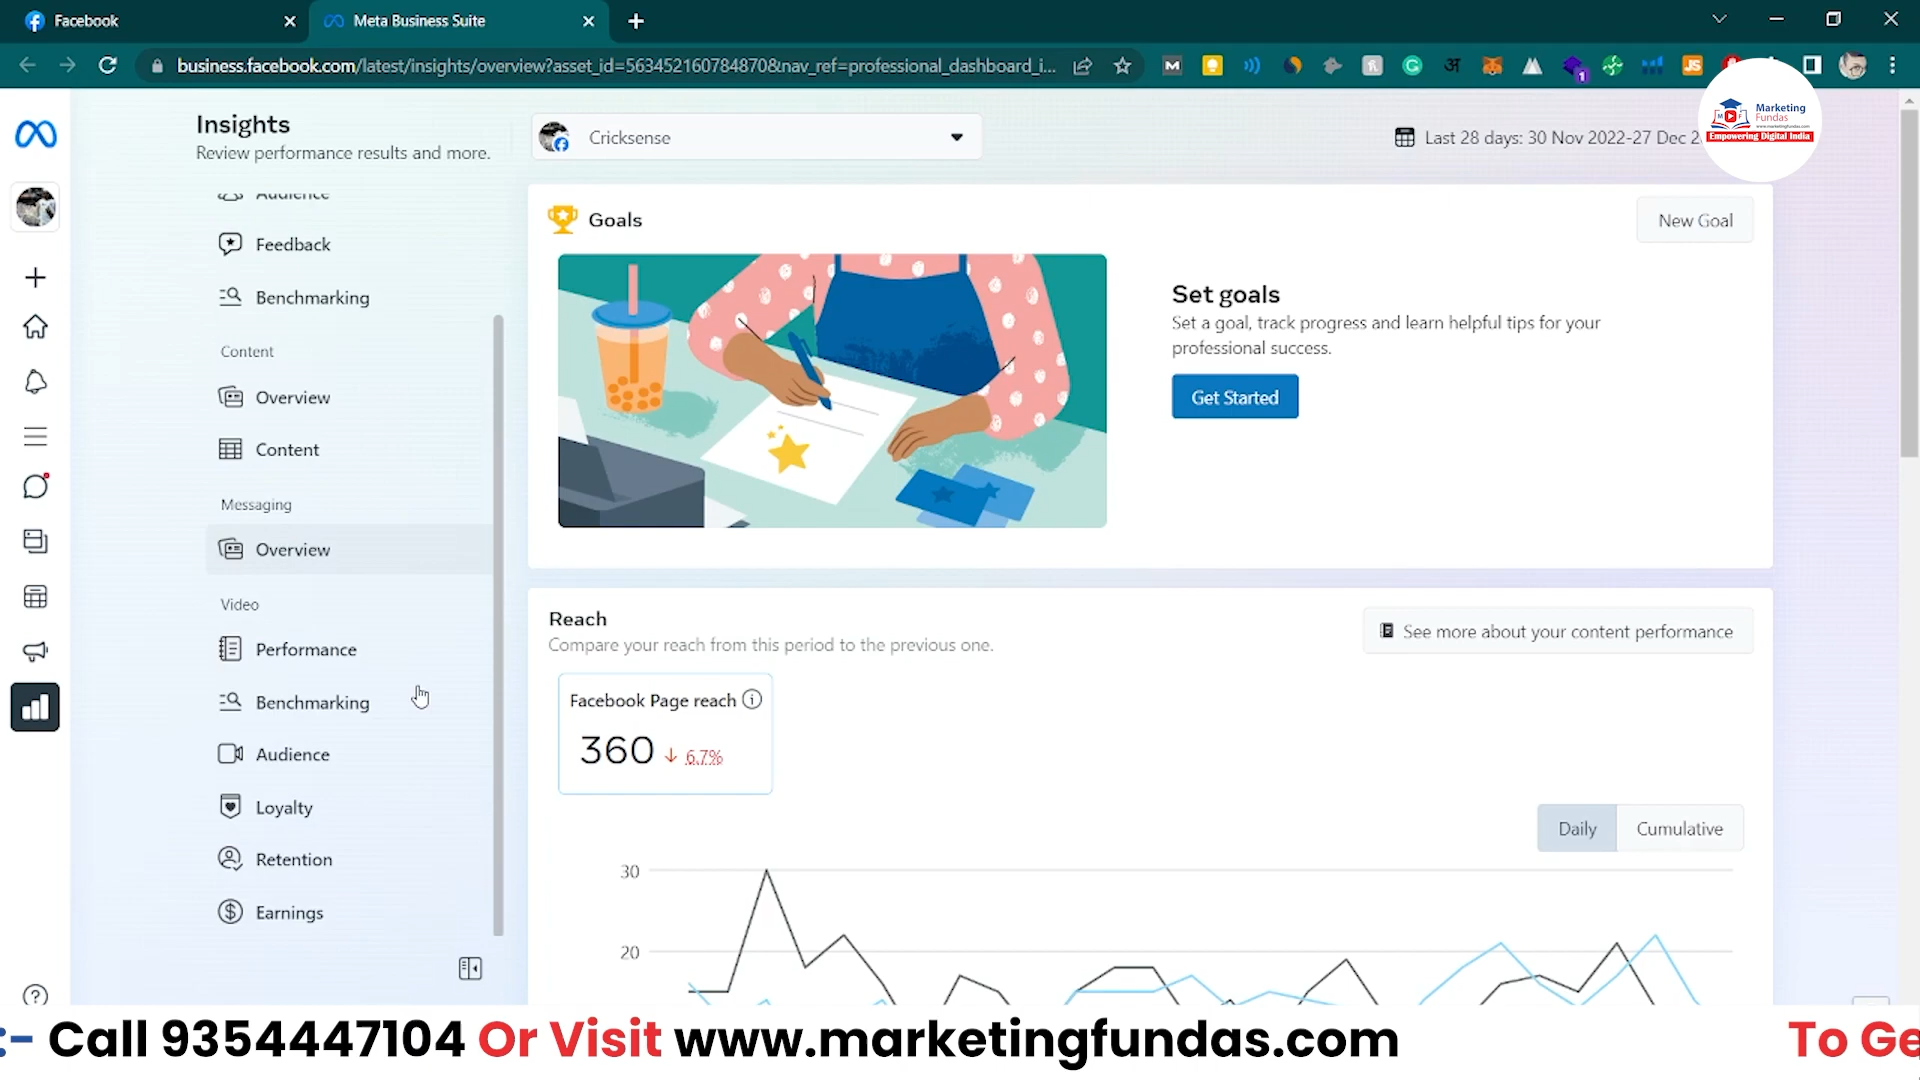 Facebook
Meta Business Suite
business.facebook.com/latest/insights/overview?asset_id=563452160784870&nav_ref=professional_dashboard_i...
Marketing
Fundas
www.marketingfundas.com
Empowering Digital India
Insights
Review performance results and more.
Cricksense
Last 28 days: 30 Nov 2022-27 Dec 2
Audience
Feedback
Benchmarking
Content
Overview
Content
Messaging
Overview
Video
Performance
Benchmarking
Audience
Loyalty
Retention
Earnings
Goals
New Goal
Set goals
Set a goal, track progress and learn helpful tips for your
professional success.
Get Started
Reach
Compare your reach from this period to the previous one.
See more about your content performance
Facebook Page reach
360 ↓ 6.7%
Daily
Cumulative
30
20
:- Call 9354447104 Or Visit www.marketingfundas.com
To Ge